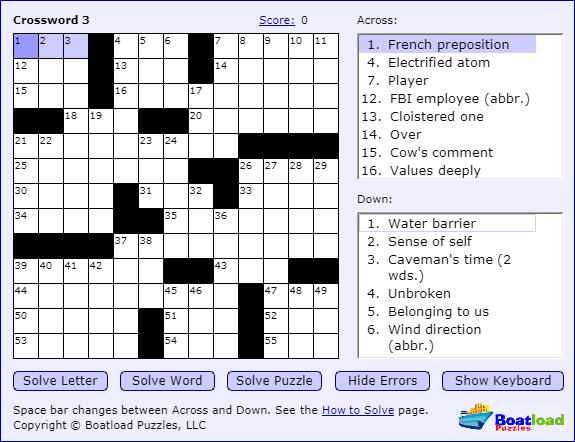 Crossword 3
Score: 0
1 2 3 4 5 6 7 8 9 10 11
12 13 14
15 16 17
18 19 20
21 22 23 24
25 26 27 28 29
30 31 32 33
34 35 36
37 38
39 40 41 42 43
44 45 46 47 48 49
50 51 52
53 54 55
Across:
1. French preposition
4. Electrified atom
7. Player
12. FBI employee (abbr.)
13. Cloistered one
14. Over
15. Cow's comment
16. Values deeply
Down:
1. Water barrier
2. Sense of self
3. Caveman's time (2
wds.)
4. Unbroken
5. Belonging to us
6. Wind direction
(abbr.)
Solve Letter Solve Word Solve Puzzle Hide Errors Show Keyboard
Space bar changes between Across and Down. See the How to Solve page.
Copyright © Boatload Puzzles, LLC
Boatload
Puzzles